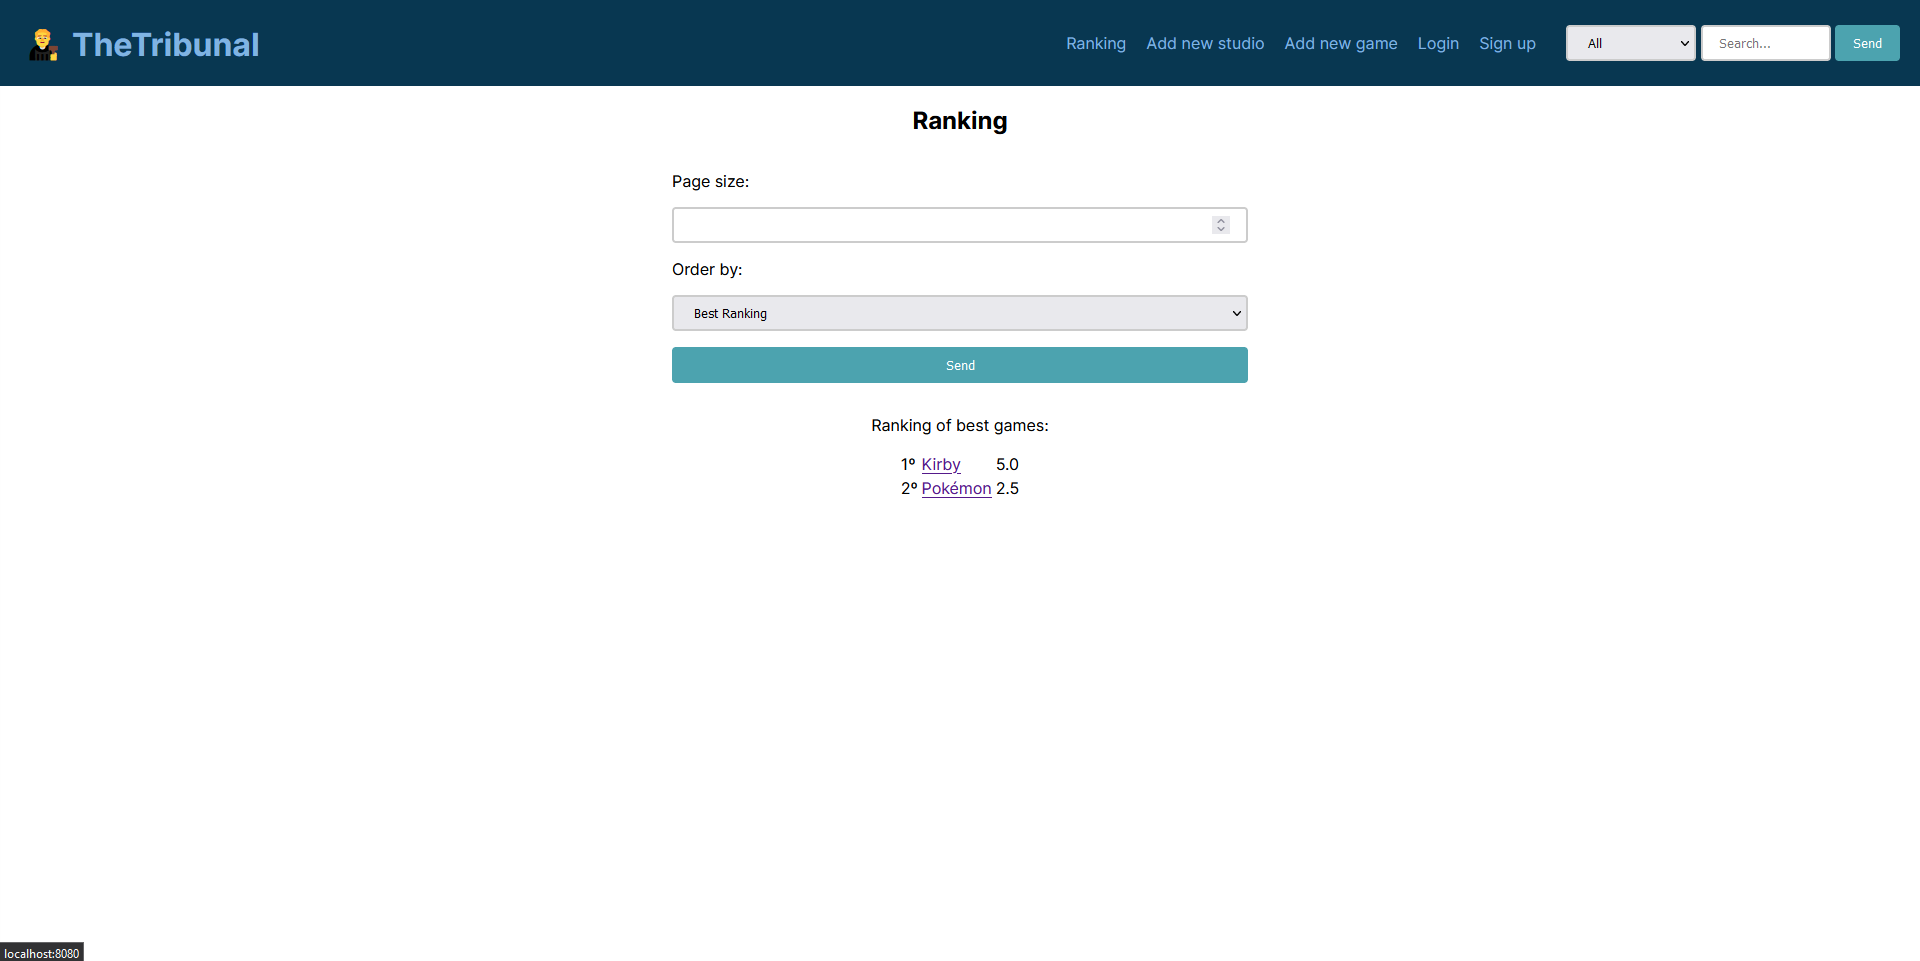 TheTribunal
Ranking Add new studio Add new game Login Sign up All Search... Send
Ranking
Page size:
Order by:
Best Ranking
Send
Ranking of best games:
1º Kirby 5.0
2º Pokémon 2.5
localhost:8080